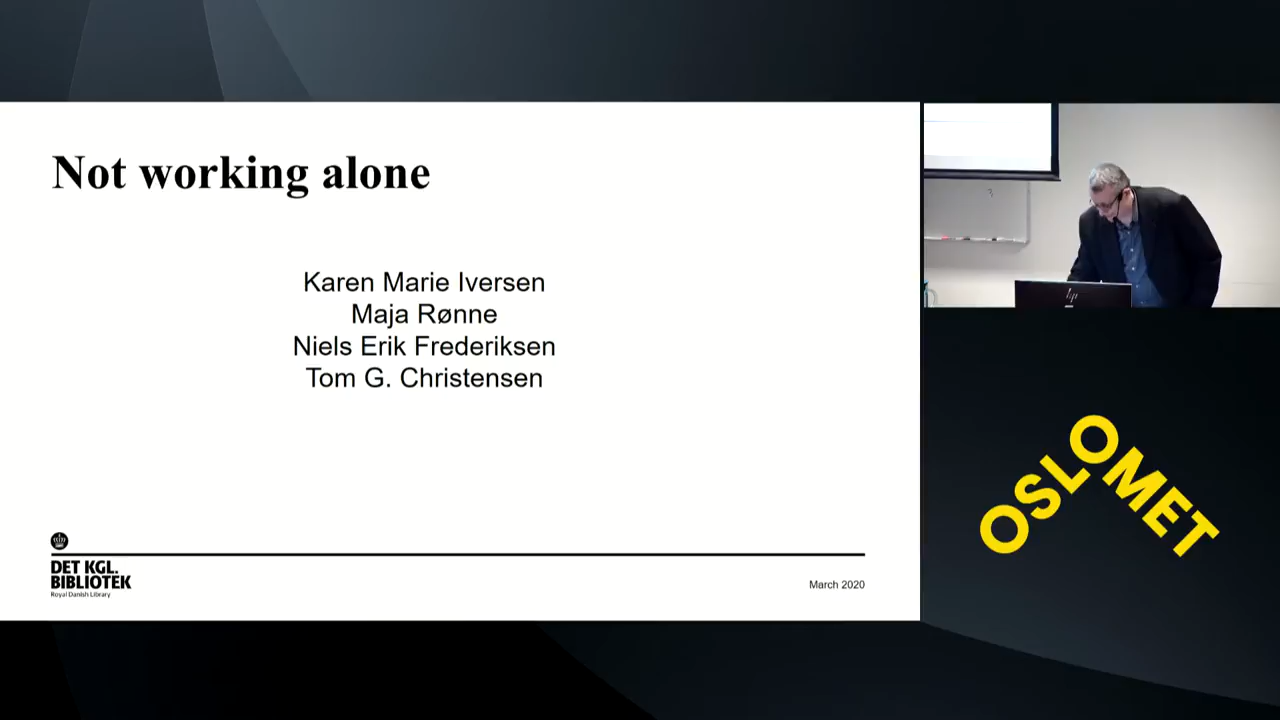 Not working alone
Karen Marie Iversen
Maja Rønne
Niels Erik Frederiksen
Tom G. Christensen
DET KGL.
BIBLIOTEK
Royal Danish Library
March 2020
hp
OSLOMET